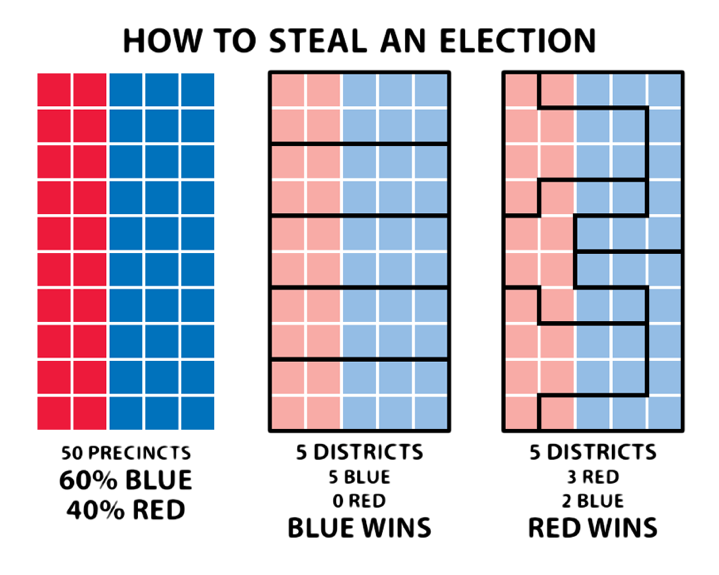 HOW TO STEAL AN ELECTION
50 PRECINCTS
60% BLUE
40% RED
5 DISTRICTS
5 BLUE
0 RED
BLUE WINS
5 DISTRICTS
3 RED
2 BLUE
RED WINS